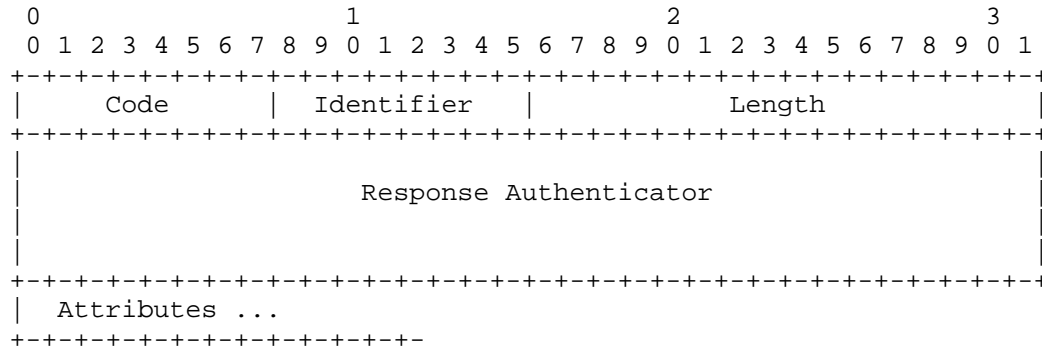 0                   1                   2                   3
 0 1 2 3 4 5 6 7 8 9 0 1 2 3 4 5 6 7 8 9 0 1 2 3 4 5 6 7 8 9 0 1
+-+-+-+-+-+-+-+-+-+-+-+-+-+-+-+-+-+-+-+-+-+-+-+-+-+-+-+-+-+-+-+-+
|     Code      |  Identifier   |            Length             |
+-+-+-+-+-+-+-+-+-+-+-+-+-+-+-+-+-+-+-+-+-+-+-+-+-+-+-+-+-+-+-+-+
|                                                               |
|                     Response Authenticator                    |
|                                                               |
|                                                               |
+-+-+-+-+-+-+-+-+-+-+-+-+-+-+-+-+-+-+-+-+-+-+-+-+-+-+-+-+-+-+-+-+
|  Attributes ...
+-+-+-+-+-+-+-+-+-+-+-+-+-